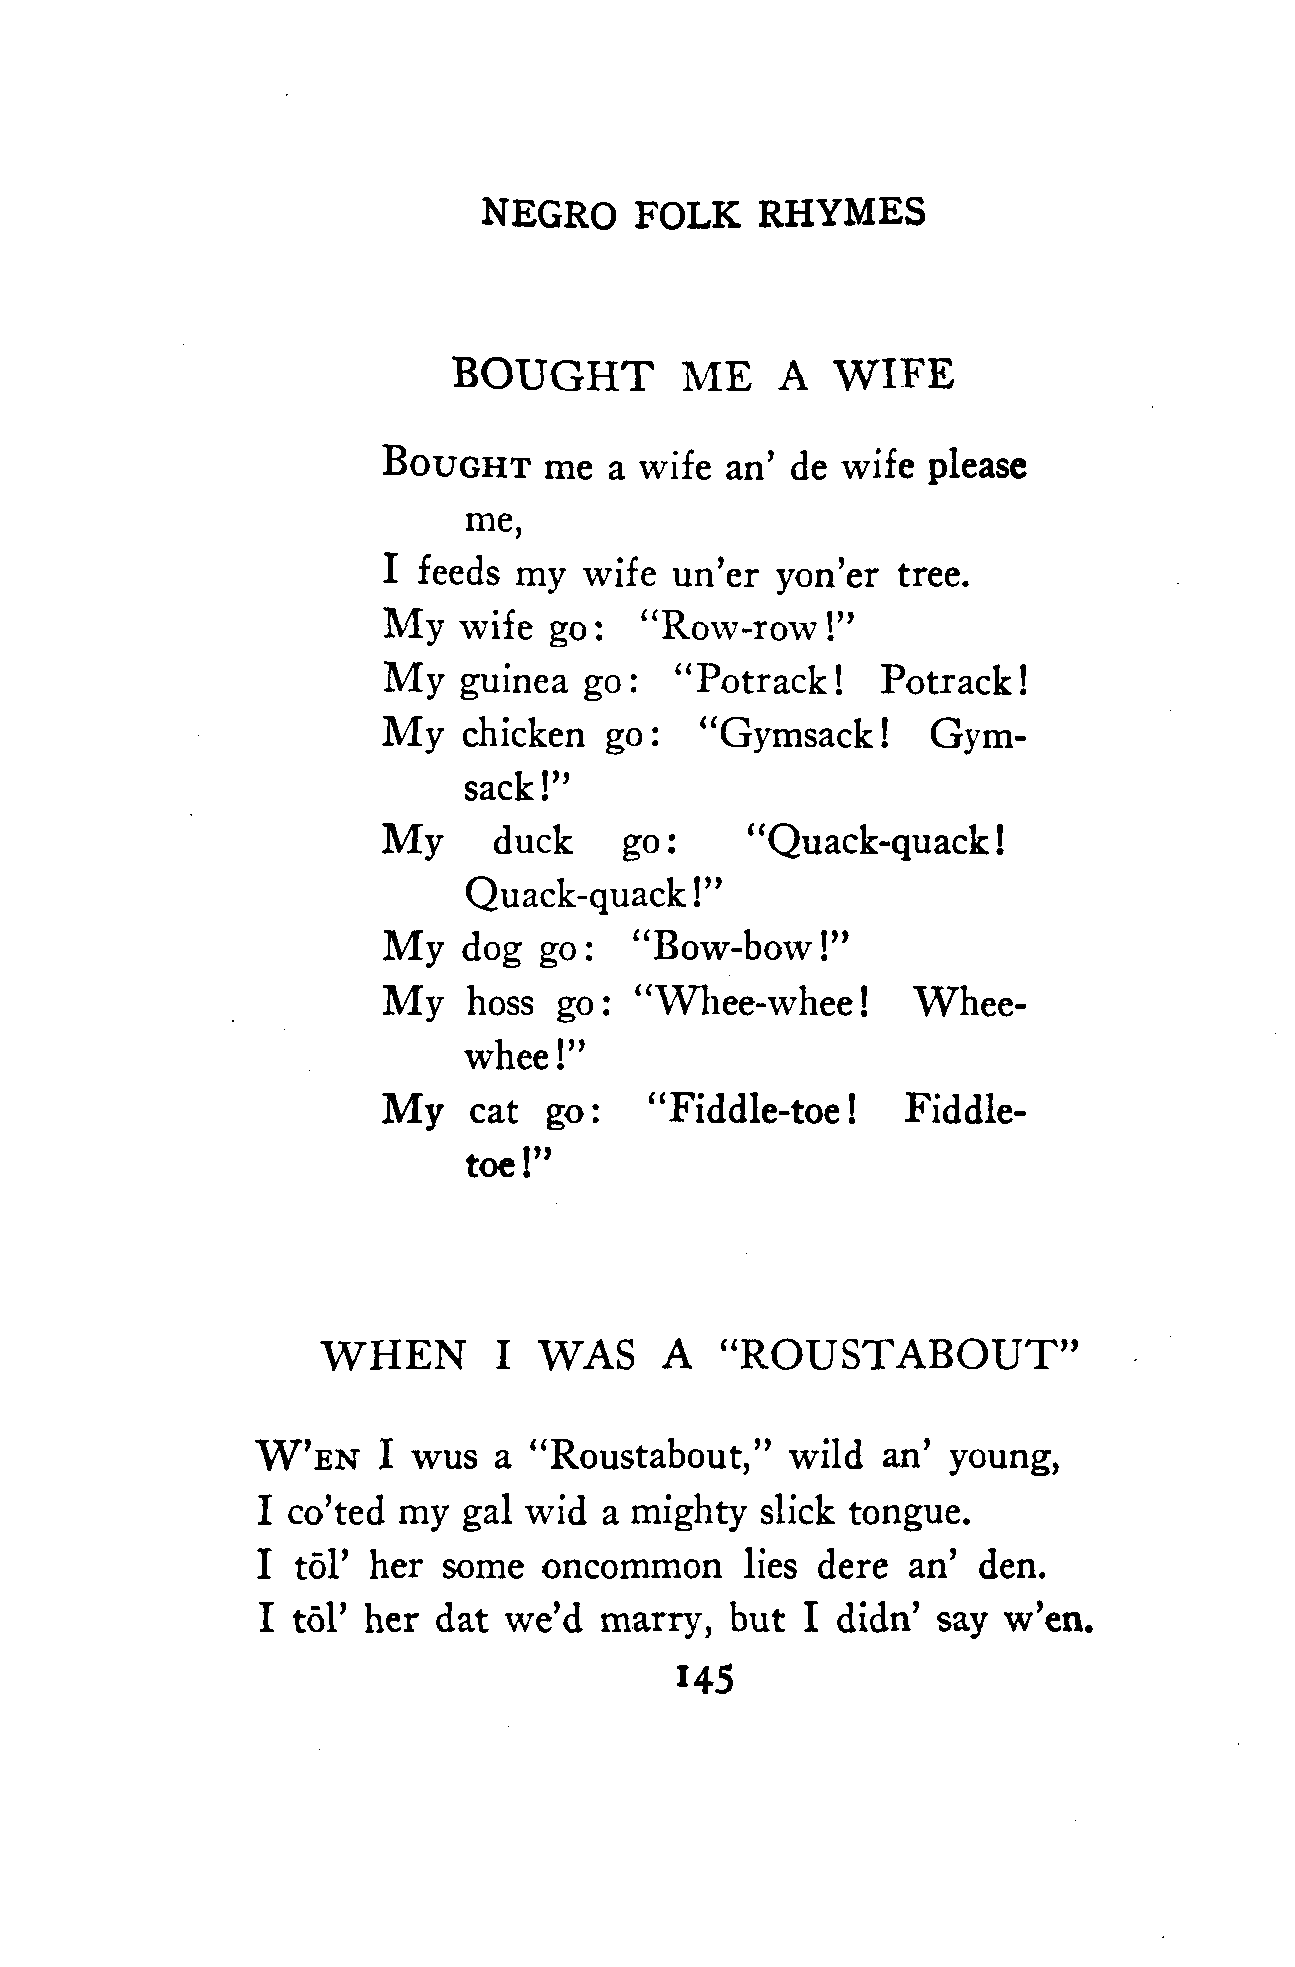 NEGRO FOLK RHYMES
BOUGHT ME A WIFE
BOUGHT me a wife an' de wife please
me,
I feeds my wife un'er yon'er tree.
My wife go: "Row-row!"
My guinea go: "Potrack! Potrack!
My chicken go: "Gymsack! Gym-
sack!"
My duck go: "Quack-quack!
Quack-quack!"
My dog go: "Bow-bow!"
My hoss go: "Whee-whee! Whee-
whee!"
My cat go: "Fiddle-toe! Fiddle-
toe!"
WHEN I WAS A "ROUSTABOUT"
W'EN I wus a "Roustabout," wild an' young,
I co'ted my gal wid a mighty slick tongue.
I tōl' her some oncommon lies dere an' den.
I tōl' her dat we'd marry, but I didn' say w'en.
145